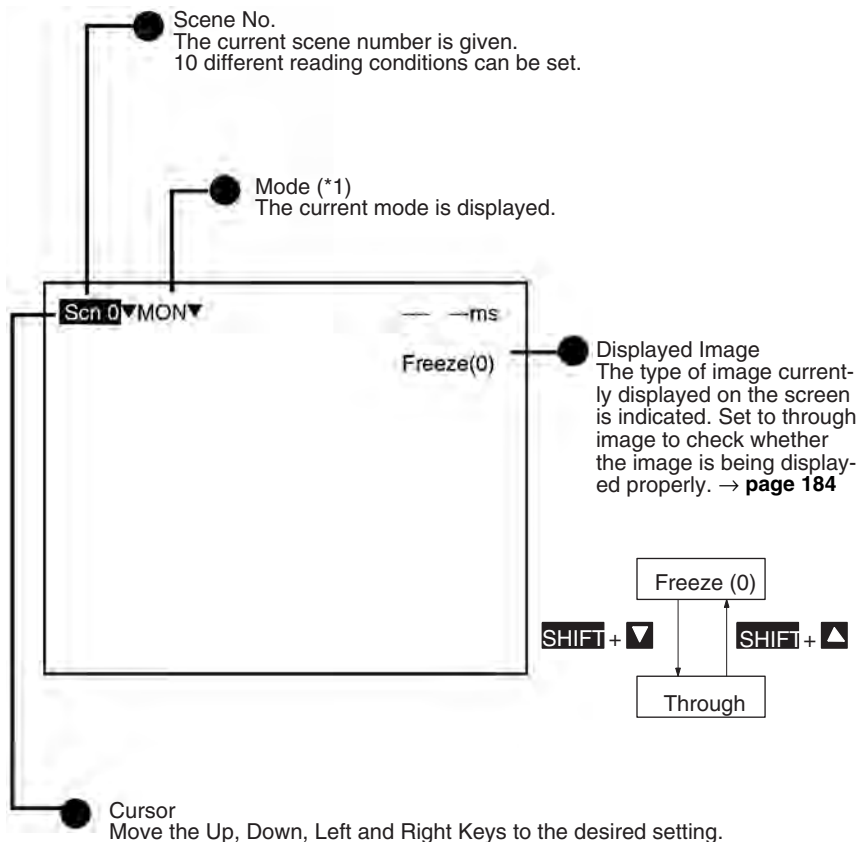 Scene No.
The current scene number is given.
10 different reading conditions can be set.
Mode (*1)
The current mode is displayed.
Scn 0▼MON▼
— —ms
Freeze(0)
Displayed Image
The type of image current-
ly displayed on the screen
is indicated. Set to through
image to check whether
the image is being display-
ed properly. → page 184
Freeze (0)
SHIFT + ▼
SHIFT + ▲
Through
Cursor
Move the Up, Down, Left and Right Keys to the desired setting.